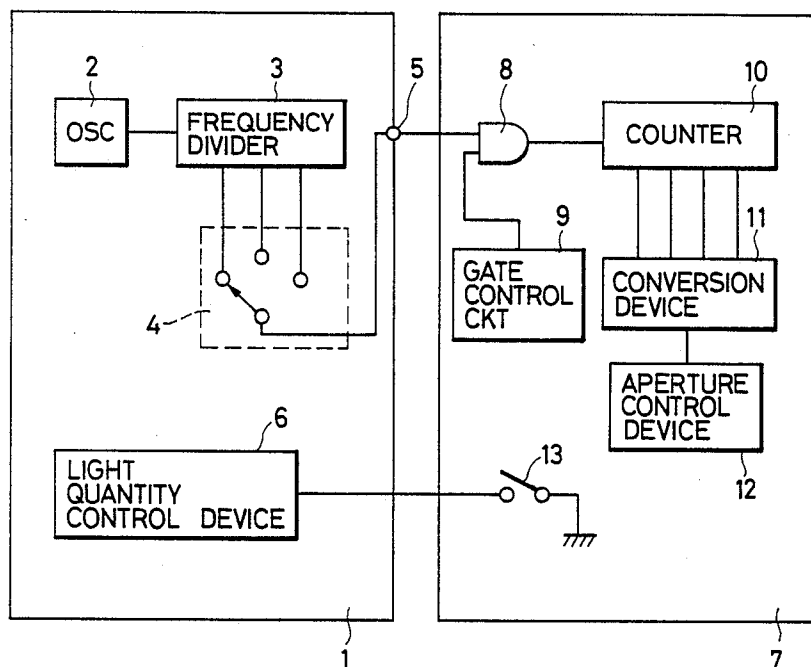 2
OSC
3
FREQUENCY
DIVIDER
4
5
6
LIGHT
QUANTITY
CONTROL DEVICE
1
8
9
GATE
CONTROL
CKT
10
COUNTER
11
CONVERSION
DEVICE
APERTURE
CONTROL
DEVICE
12
13
7